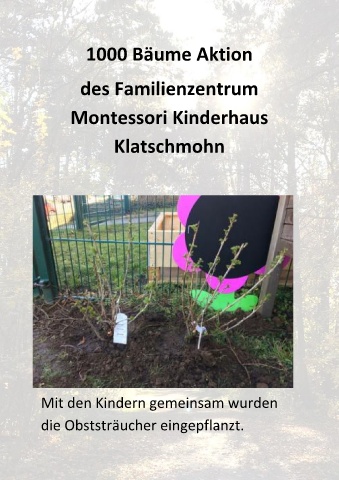 1000 Bäume Aktion
des Familienzentrum
Montessori Kinderhaus
Klatschmohn
Mit den Kindern gemeinsam wurden
die Obststräucher eingepflanzt.